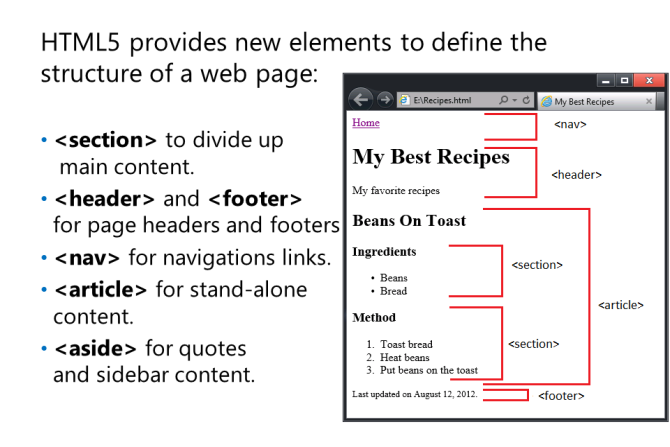 HTML5 provides new elements to define the
structure of a web page:
• <section> to divide up
main content.
• <header> and <footer>
for page headers and footers
• <nav> for navigations links.
• <article> for stand-alone
content.
• <aside> for quotes
and sidebar content.
E:\Recipes.html
My Best Recipes
Home
<nav>
My Best Recipes
<header>
My favorite recipes
Beans On Toast
Ingredients
<section>
• Beans
• Bread
<article>
Method
1. Toast bread
<section>
2. Heat beans
3. Put beans on the toast
Last updated on August 12, 2012.
<footer>